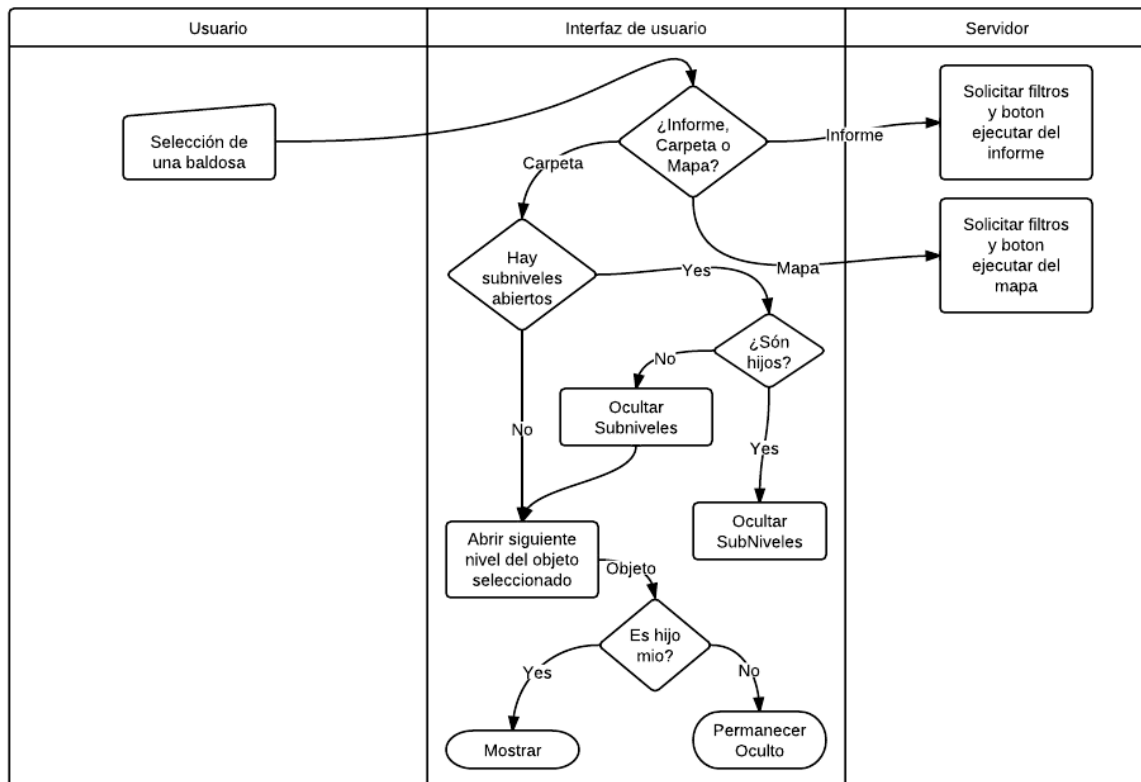 Usuario
Interfaz de usuario
Servidor
Selección de
una baldosa
¿Informe,
Carpeta o
Mapa?
Informe
Solicitar filtros
y boton
ejecutar del
informe
Carpeta
Mapa
Solicitar filtros
y boton
ejecutar del
mapa
Hay
subniveles
abiertos
Yes
¿Són
hijos?
No
Ocultar
Subniveles
No
Yes
Ocultar
SubNiveles
Abrir siguiente
nivel del objeto
seleccionado
Objeto
Es hijo
mio?
Yes
No
Mostrar
Permanecer
Oculto